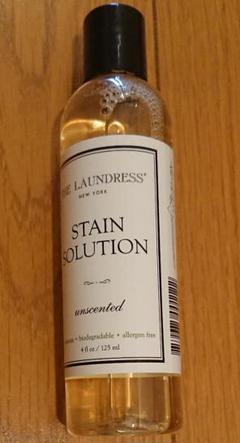 THE LAUNDRESS®
NEW YORK
STAIN
SOLUTION
unscented
• biodegradable • allergen free
4 fl oz / 125 ml